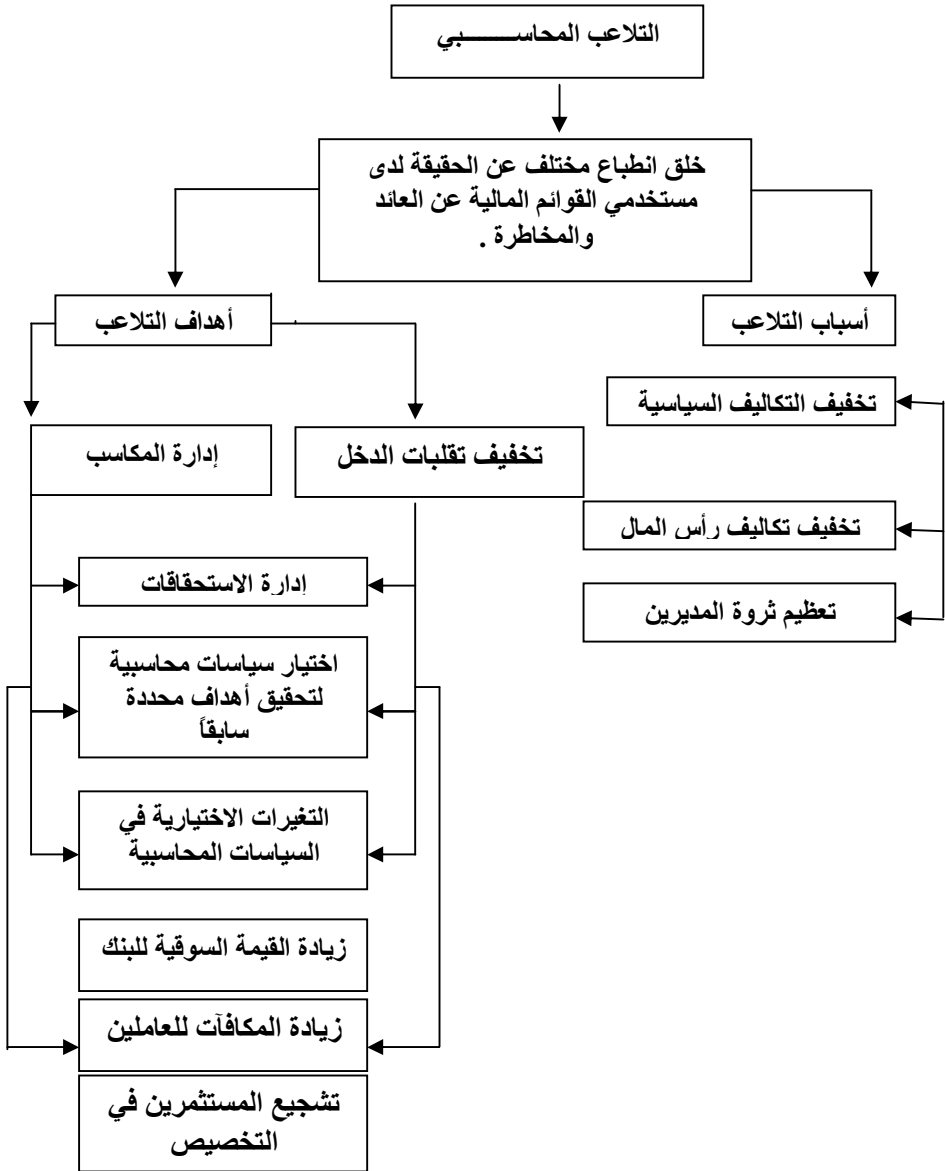 التلاعب المحاســـــبي
خلق انطباع مختلف عن الحقيقة لدى
مستخدمي القوائم المالية عن العائد
والمخاطرة .
أسباب التلاعب
تخفيف التكاليف السياسية
تخفيف تكاليف رأس المال
تعظيم ثروة المديرين
أهداف التلاعب
تخفيف تقلبات الدخل
إدارة المكاسب
إدارة الاستحقاقات
اختيار سياسات محاسبية
لتحقيق أهداف محددة
سابقاً
التغيرات الاختيارية في
السياسات المحاسبية
زيادة القيمة السوقية للبنك
زيادة المكافآت للعاملين
تشجيع المستثمرين في
التخصيص